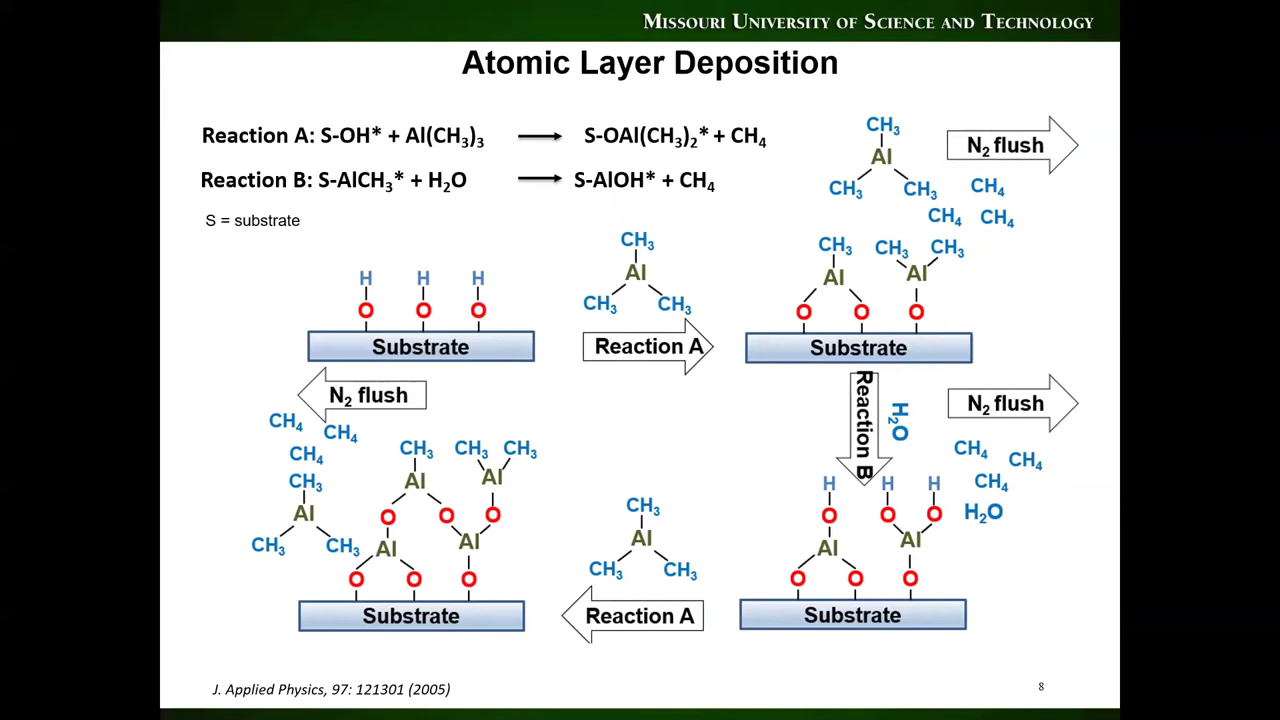 MISSOURI UNIVERSITY OF SCIENCE AND TECHNOLOGY
Atomic Layer Deposition
Reaction A: S-OH* + Al(CH₃)₃ → S-OAl(CH₃)₂* + CH₄
Reaction B: S-AlCH₃* + H₂O → S-AlOH* + CH₄
S = substrate
CH₃
Al
CH₃ CH₃
N₂ flush
CH₄
CH₄ CH₄
H H H
O O O
Substrate
CH₃
Al
CH₃ CH₃
Reaction A
CH₃ CH₃ CH₃
Al Al
O O O
Substrate
Reaction B
H₂O
N₂ flush
CH₄
CH₄
CH₄
H₂O
H H H
O O O
Al Al
O O O
Substrate
CH₃
Al
CH₃ CH₃
Reaction A
N₂ flush
CH₄
CH₄
CH₄
CH₃
Al
CH₃ CH₃
CH₃ CH₃ CH₃
Al Al
O O O
Al Al
O O O
Substrate
J. Applied Physics, 97: 121301 (2005)
8